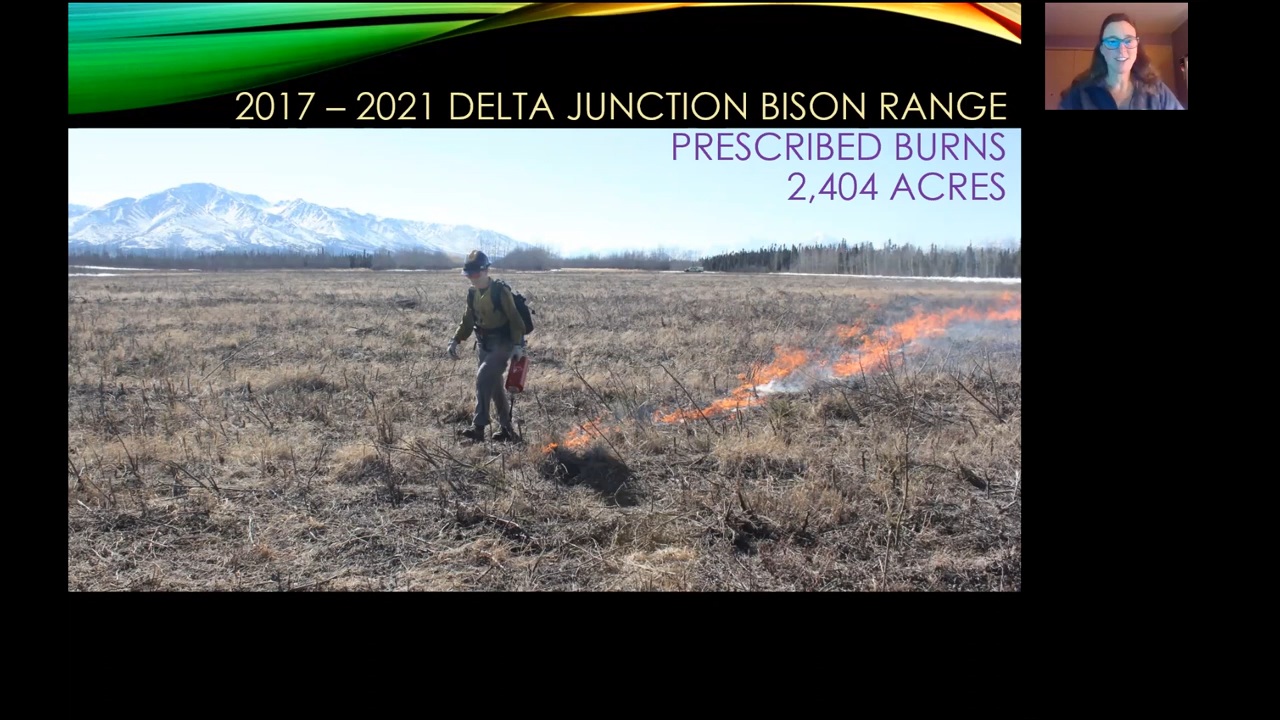 2017 – 2021 DELTA JUNCTION BISON RANGE
PRESCRIBED BURNS
2,404 ACRES